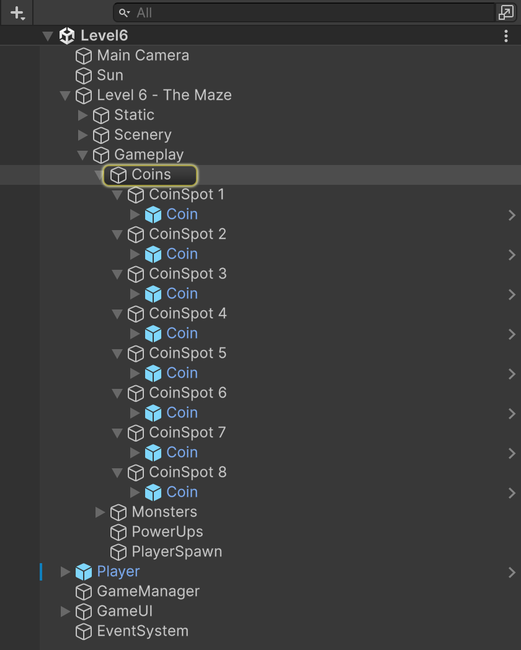 All
Level6
Main Camera
Sun
Level 6 - The Maze
Static
Scenery
Gameplay
Coins
CoinSpot 1
Coin
CoinSpot 2
Coin
CoinSpot 3
Coin
CoinSpot 4
Coin
CoinSpot 5
Coin
CoinSpot 6
Coin
CoinSpot 7
Coin
CoinSpot 8
Coin
Monsters
PowerUps
PlayerSpawn
Player
GameManager
GameUI
EventSystem